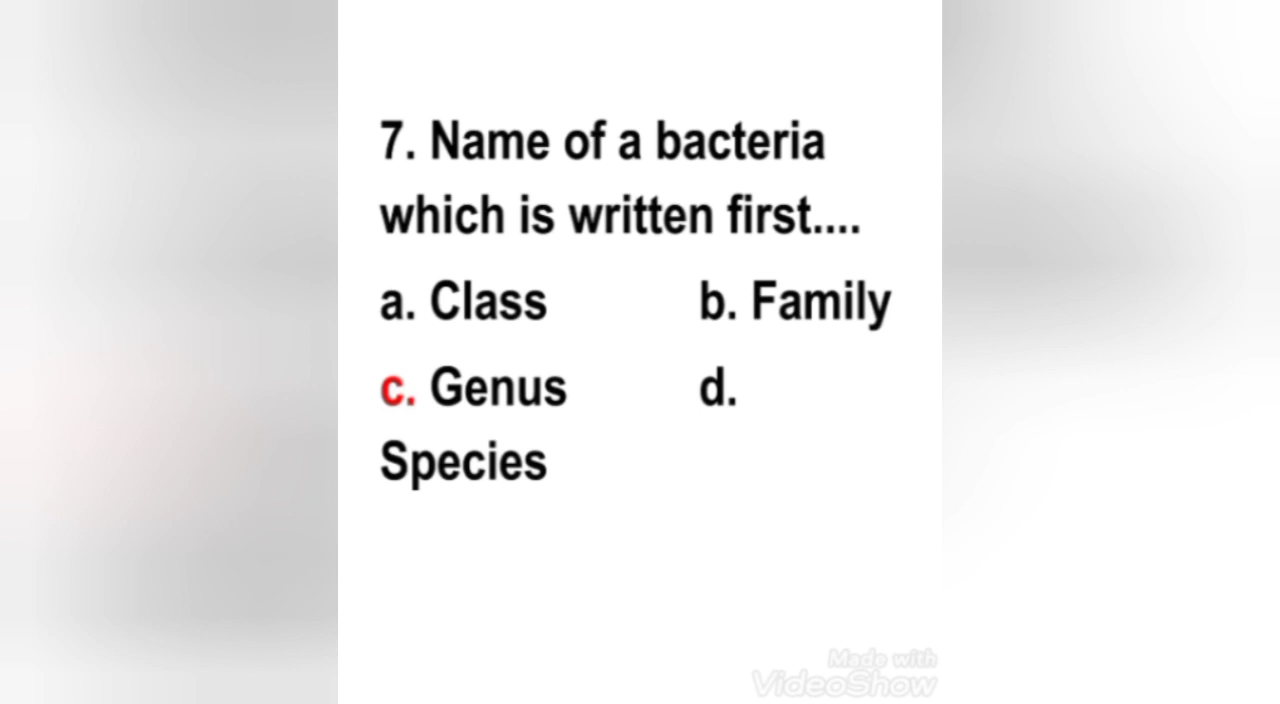 7. Name of a bacteria
which is written first....
a. Class b. Family
c. Genus d.
Species
Made with
VideoShow